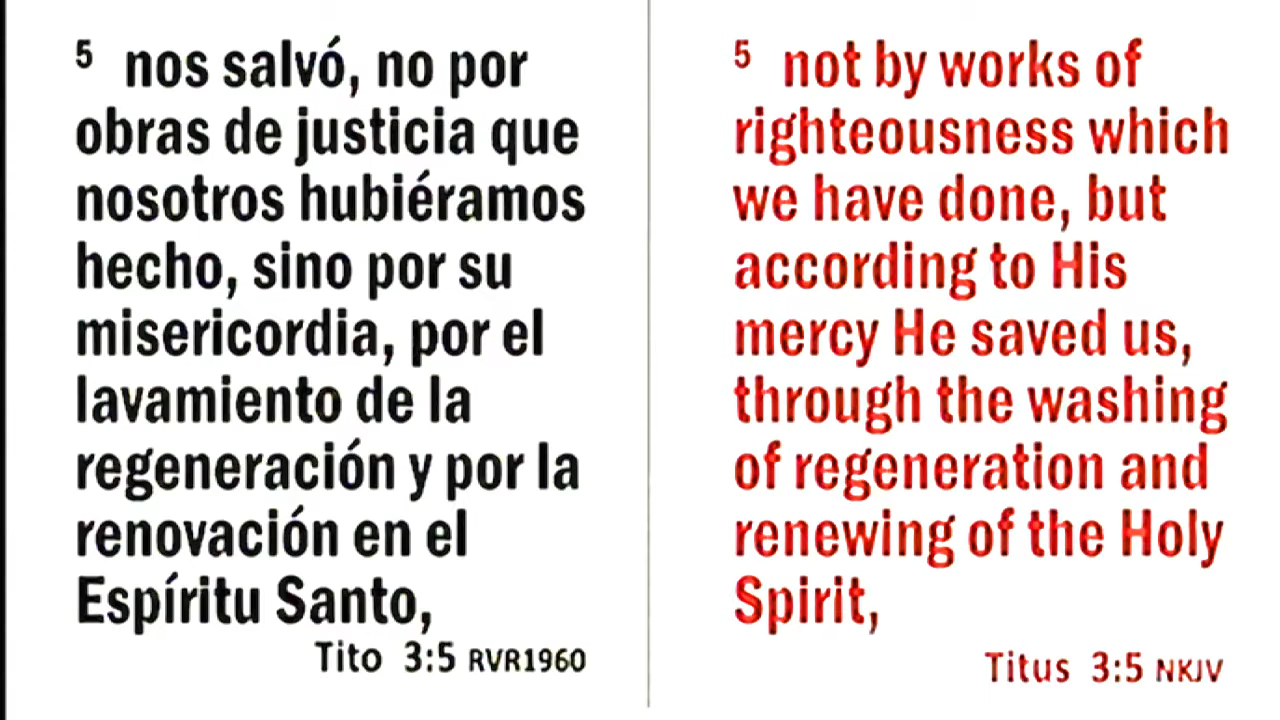 5 nos salvó, no por
obras de justicia que
nosotros hubiéramos
hecho, sino por su
misericordia, por el
lavamiento de la
regeneración y por la
renovación en el
Espíritu Santo,
Tito 3:5 RVR1960
5 not by works of
righteousness which
we have done, but
according to His
mercy He saved us,
through the washing
of regeneration and
renewing of the Holy
Spirit,
Titus 3:5 NKJV